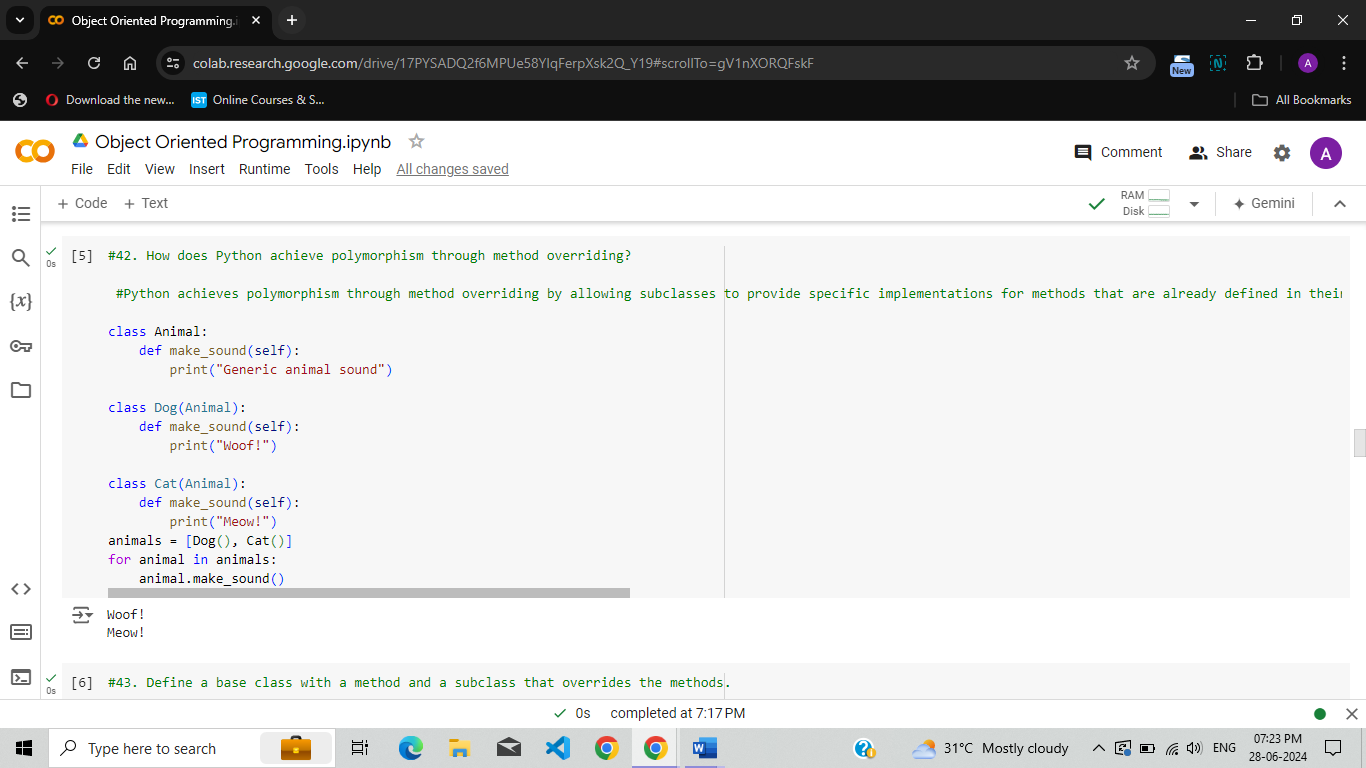 Object Oriented Programming.i
colab.research.google.com/drive/17PYSADQ2f6MPUe58YIqFerpXsk2Q_Y19#scrollTo=gV1nXORQFskF
New
N
A
Download the new...
IST
Online Courses & S...
All Bookmarks
Object Oriented Programming.ipynb
File Edit View Insert Runtime Tools Help All changes saved
Comment
Share
A
+ Code + Text
RAM
Disk
Gemini
{x}
[5] #42. How does Python achieve polymorphism through method overriding?
0s
#Python achieves polymorphism through method overriding by allowing subclasses to provide specific implementations for methods that are already defined in their
class Animal:
    def make_sound(self):
        print("Generic animal sound")
class Dog(Animal):
    def make_sound(self):
        print("Woof!")
class Cat(Animal):
    def make_sound(self):
        print("Meow!")
animals = [Dog(), Cat()]
for animal in animals:
    animal.make_sound()
Woof!
Meow!
[6] #43. Define a base class with a method and a subclass that overrides the methods.
0s
0s completed at 7:17 PM
Type here to search
31°C Mostly cloudy
ENG
07:23 PM
28-06-2024